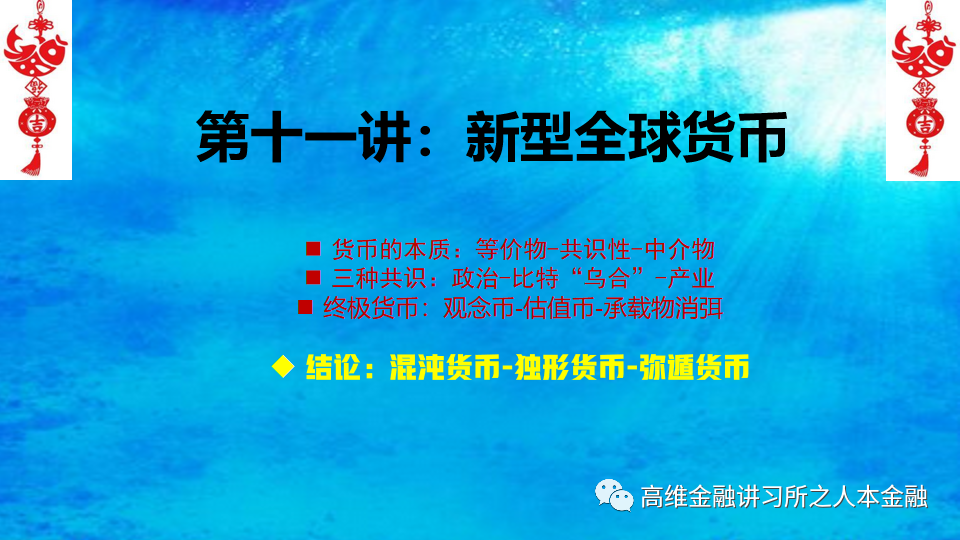 第十一讲：新型全球货币
货币的本质：等价物-共识性-中介物
三种共识：政治-比特“乌合”-产业
终极货币：观念币-估值币-承载物消弭
结论：混沌货币-独形货币-弥遁货币
高维金融讲习所之人本金融
吉
吉